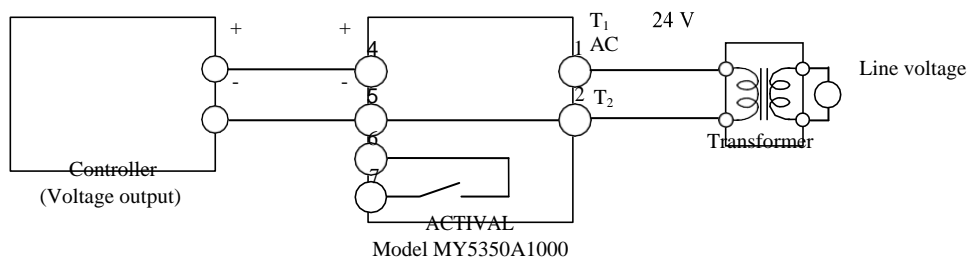 + + T1 24 V
4 1 AC
- - 2 T2
5
6
7
Line voltage
Transformer
Controller
(Voltage output)
ACTIVAL
Model MY5350A1000